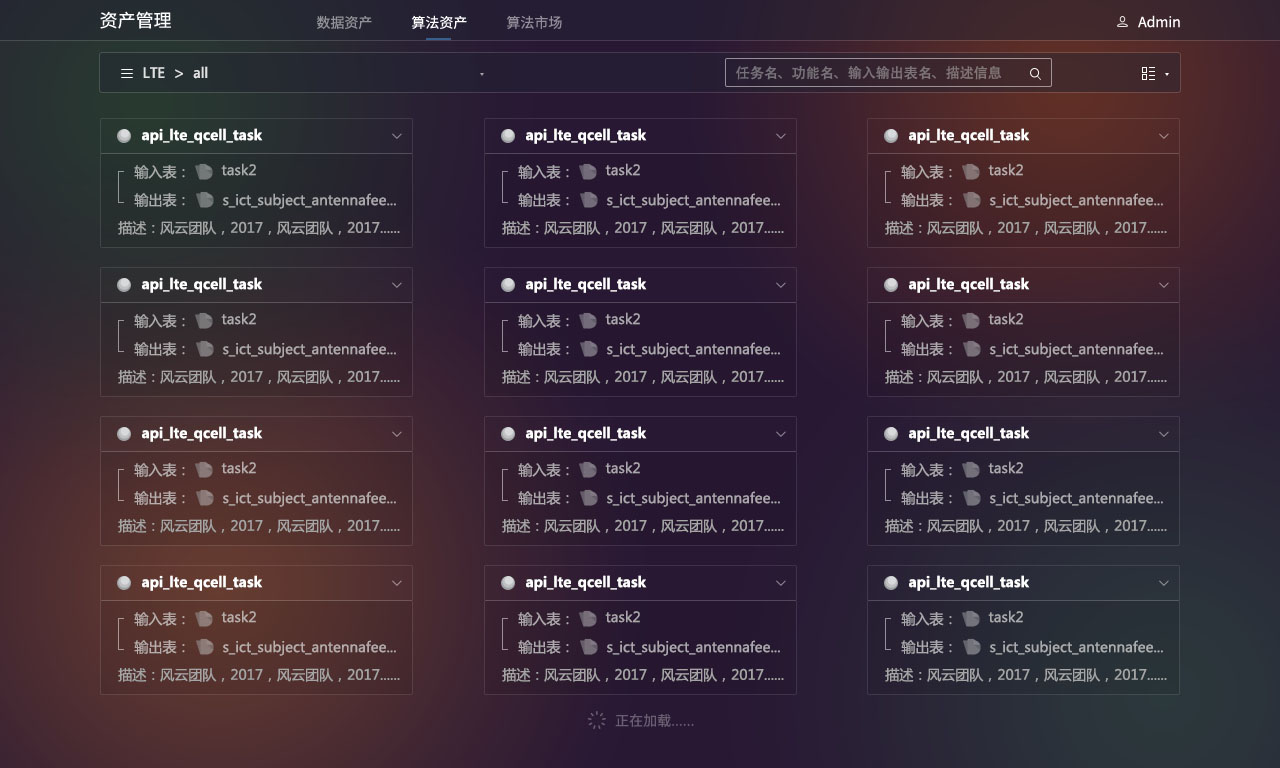 资产管理 数据资产 算法资产 算法市场 Admin
LTE > all 任务名、功能名、输入输出表名、描述信息
api_lte_qcell_task api_lte_qcell_task api_lte_qcell_task
输入表： task2 输入表： task2 输入表： task2
输出表： s_ict_subject_antennafee... 输出表： s_ict_subject_antennafee... 输出表： s_ict_subject_antennafee...
描述：风云团队，2017，风云团队，2017...... 描述：风云团队，2017，风云团队，2017...... 描述：风云团队，2017，风云团队，2017......
api_lte_qcell_task api_lte_qcell_task api_lte_qcell_task
输入表： task2 输入表： task2 输入表： task2
输出表： s_ict_subject_antennafee... 输出表： s_ict_subject_antennafee... 输出表： s_ict_subject_antennafee...
描述：风云团队，2017，风云团队，2017...... 描述：风云团队，2017，风云团队，2017...... 描述：风云团队，2017，风云团队，2017......
api_lte_qcell_task api_lte_qcell_task api_lte_qcell_task
输入表： task2 输入表： task2 输入表： task2
输出表： s_ict_subject_antennafee... 输出表： s_ict_subject_antennafee... 输出表： s_ict_subject_antennafee...
描述：风云团队，2017，风云团队，2017...... 描述：风云团队，2017，风云团队，2017...... 描述：风云团队，2017，风云团队，2017......
api_lte_qcell_task api_lte_qcell_task api_lte_qcell_task
输入表： task2 输入表： task2 输入表： task2
输出表： s_ict_subject_antennafee... 输出表： s_ict_subject_antennafee... 输出表： s_ict_subject_antennafee...
描述：风云团队，2017，风云团队，2017...... 描述：风云团队，2017，风云团队，2017...... 描述：风云团队，2017，风云团队，2017......
正在加载......